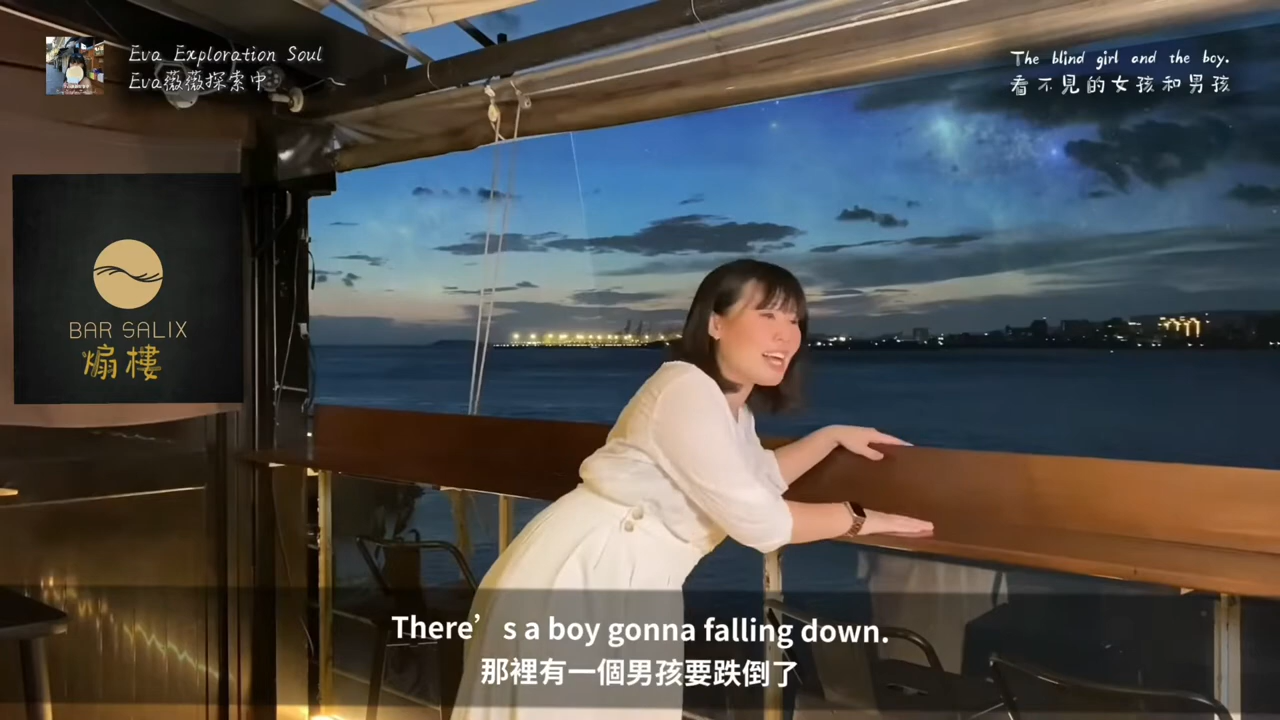 Eva Exploration Soul
Eva薇薇探索中
The blind girl and the boy.
看不見的女孩和男孩
BAR SALIX
煽樓
There’s a boy gonna falling down.
那裡有一個男孩要跌倒了